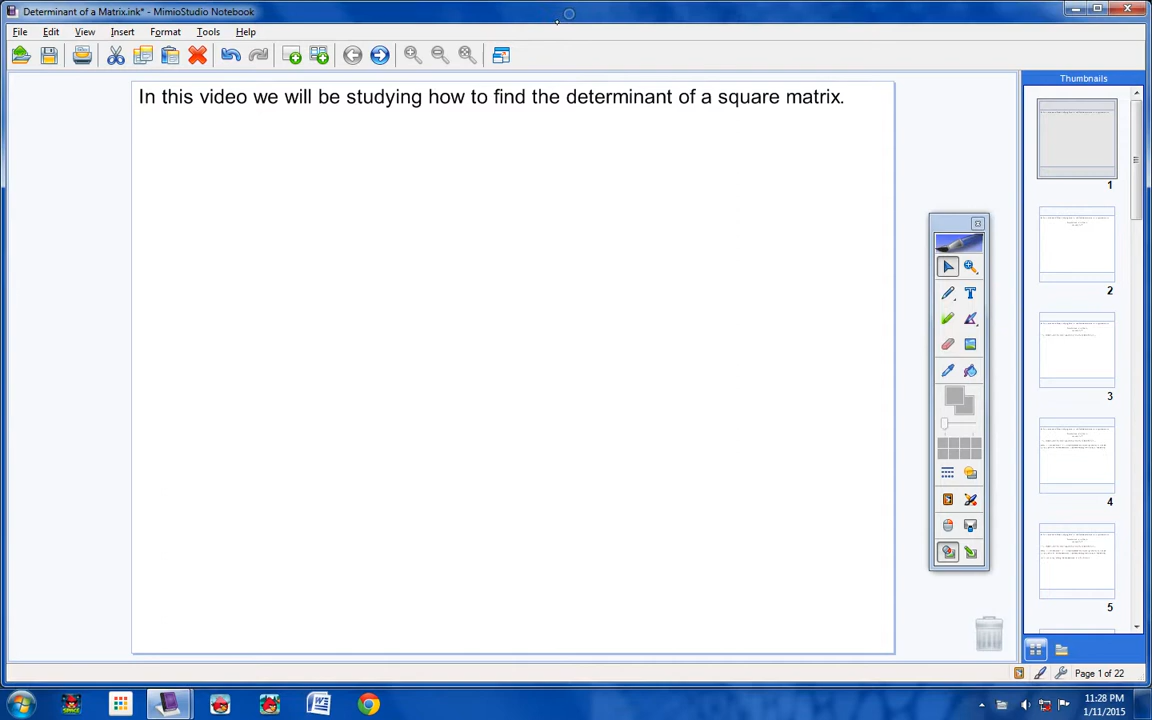 Determinant of a Matrix.ink* - MimioStudio Notebook
File Edit View Insert Format Tools Help
In this video we will be studying how to find the determinant of a square matrix.
Thumbnails
1
2
3
4
5
Page 1 of 22
SPACE
11:28 PM
1/11/2015